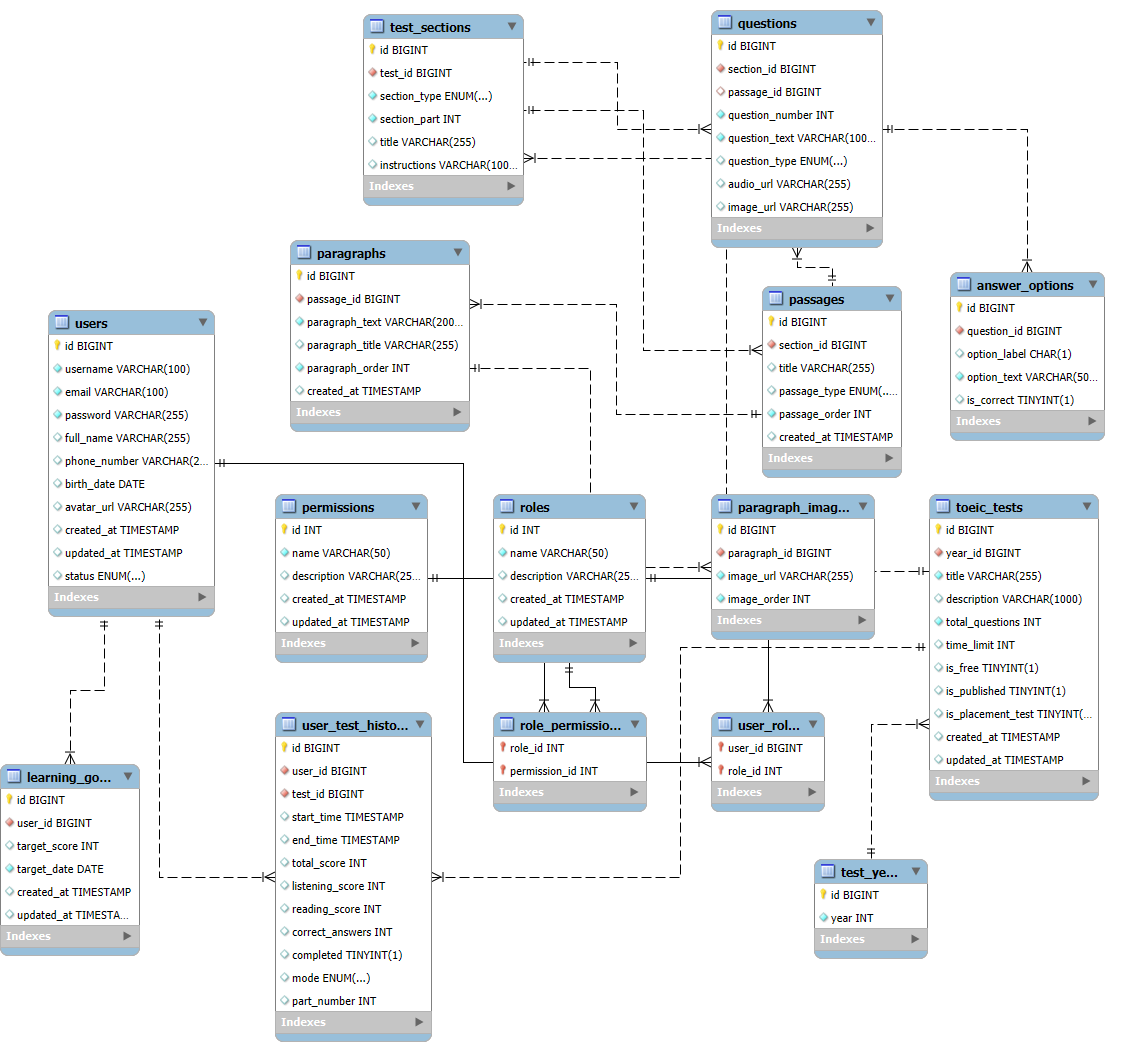 test_sections
id BIGINT
test_id BIGINT
section_type ENUM(...)
section_part INT
title VARCHAR(255)
instructions VARCHAR(100...
Indexes
questions
id BIGINT
section_id BIGINT
passage_id BIGINT
question_number INT
question_text VARCHAR(100...
question_type ENUM(...)
audio_url VARCHAR(255)
image_url VARCHAR(255)
Indexes
paragraphs
id BIGINT
passage_id BIGINT
paragraph_text VARCHAR(200...
paragraph_title VARCHAR(255)
paragraph_order INT
created_at TIMESTAMP
Indexes
passages
id BIGINT
section_id BIGINT
title VARCHAR(255)
passage_type ENUM(...
passage_order INT
created_at TIMESTAMP
Indexes
answer_options
id BIGINT
question_id BIGINT
option_label CHAR(1)
option_text VARCHAR(50...
is_correct TINYINT(1)
Indexes
users
id BIGINT
username VARCHAR(100)
email VARCHAR(100)
password VARCHAR(255)
full_name VARCHAR(255)
phone_number VARCHAR(2...
birth_date DATE
avatar_url VARCHAR(255)
created_at TIMESTAMP
updated_at TIMESTAMP
status ENUM(...)
Indexes
permissions
id INT
name VARCHAR(50)
description VARCHAR(25...
created_at TIMESTAMP
updated_at TIMESTAMP
Indexes
roles
id INT
name VARCHAR(50)
description VARCHAR(25...
created_at TIMESTAMP
updated_at TIMESTAMP
Indexes
paragraph_imag...
id BIGINT
paragraph_id BIGINT
image_url VARCHAR(255)
image_order INT
Indexes
toeic_tests
id BIGINT
year_id BIGINT
title VARCHAR(255)
description VARCHAR(1000)
total_questions INT
time_limit INT
is_free TINYINT(1)
is_published TINYINT(1)
is_placement_test TINYINT(...
created_at TIMESTAMP
updated_at TIMESTAMP
Indexes
learning_go...
id BIGINT
user_id BIGINT
target_score INT
target_date DATE
created_at TIMESTAMP
updated_at TIMESTA...
Indexes
user_test_histo...
id BIGINT
user_id BIGINT
test_id BIGINT
start_time TIMESTAMP
end_time TIMESTAMP
total_score INT
listening_score INT
reading_score INT
correct_answers INT
completed TINYINT(1)
mode ENUM(...)
part_number INT
Indexes
role_permissio...
role_id INT
permission_id INT
Indexes
user_rol...
user_id BIGINT
role_id INT
Indexes
test_ye...
id BIGINT
year INT
Indexes